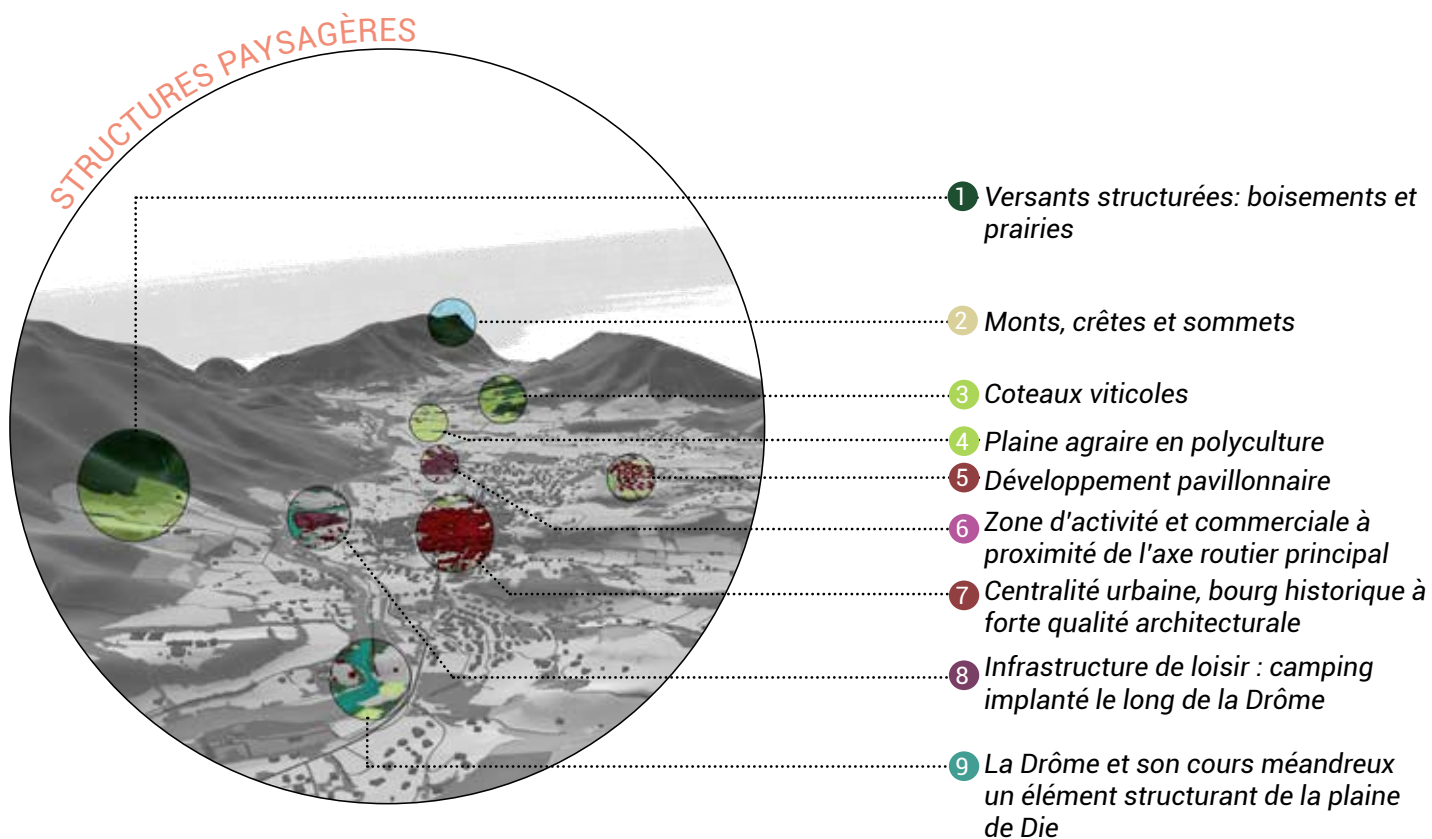 STRUCTURES PAYSAGÈRES
1 Versants structurées: boisements et
prairies
2 Monts, crêtes et sommets
3 Coteaux viticoles
4 Plaine agraire en polyculture
5 Développement pavillonnaire
6 Zone d'activité et commerciale à
proximité de l'axe routier principal
7 Centralité urbaine, bourg historique à
forte qualité architecturale
8 Infrastructure de loisir : camping
implanté le long de la Drôme
9 La Drôme et son cours méandreux
un élément structurant de la plaine
de Die